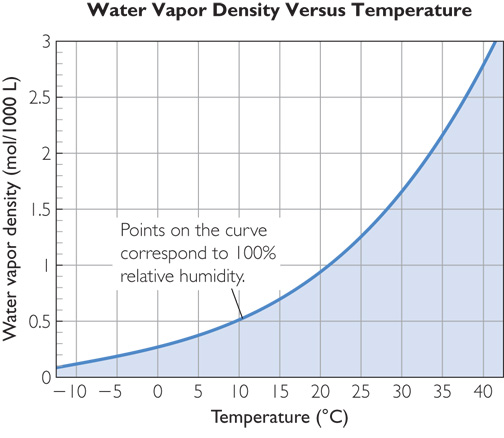 Water Vapor Density Versus Temperature
Water vapor density (mol/1000 L)
3
2.5
2
1.5
1
0.5
0
Points on the curve
correspond to 100%
relative humidity.
−10 −5 0 5 10 15 20 25 30 35 40
Temperature (°C)